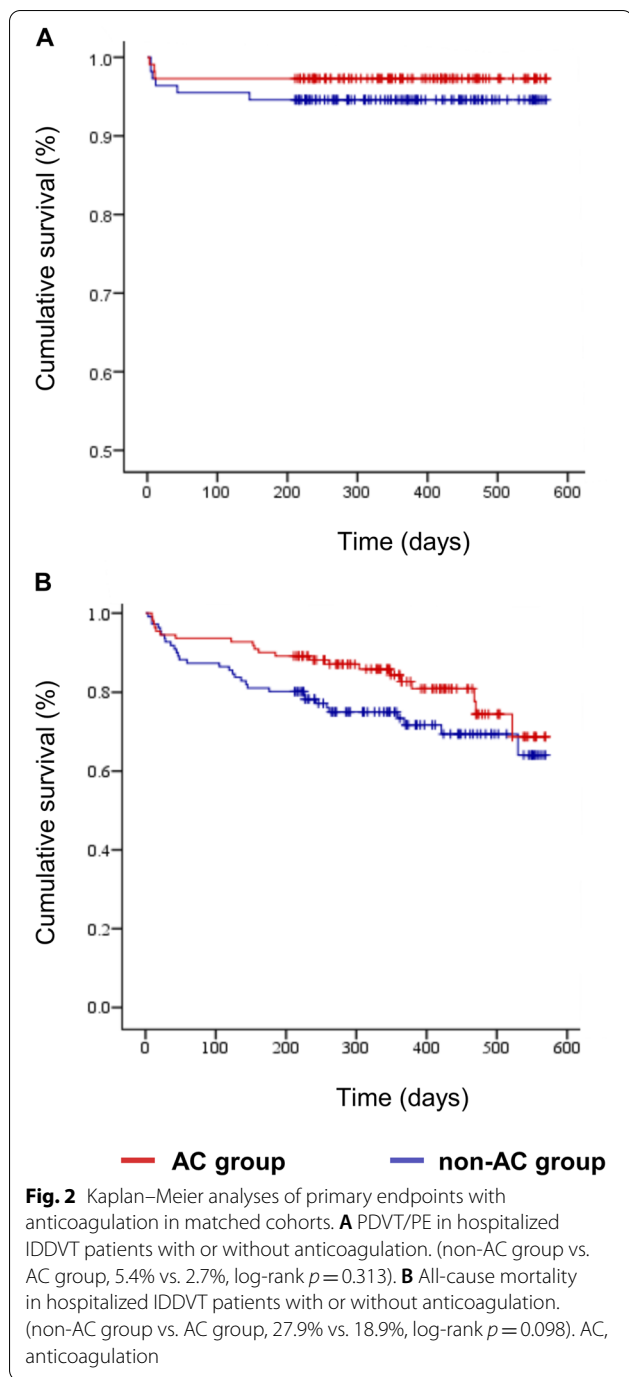 A
1.0
0.9
0.8
0.7
0.6
0.5
Cumulative survival (%)
0 100 200 300 400 500 600
Time (days)
B
1.0
0.8
0.6
0.4
0.2
0.0
Cumulative survival (%)
0 100 200 300 400 500 600
Time (days)
AC group non-AC group
Fig. 2 Kaplan–Meier analyses of primary endpoints with
anticoagulation in matched cohorts. A PDVT/PE in hospitalized
IDDVT patients with or without anticoagulation. (non-AC group vs.
AC group, 5.4% vs. 2.7%, log-rank p = 0.313). B All-cause mortality
in hospitalized IDDVT patients with or without anticoagulation.
(non-AC group vs. AC group, 27.9% vs. 18.9%, log-rank p = 0.098). AC,
anticoagulation